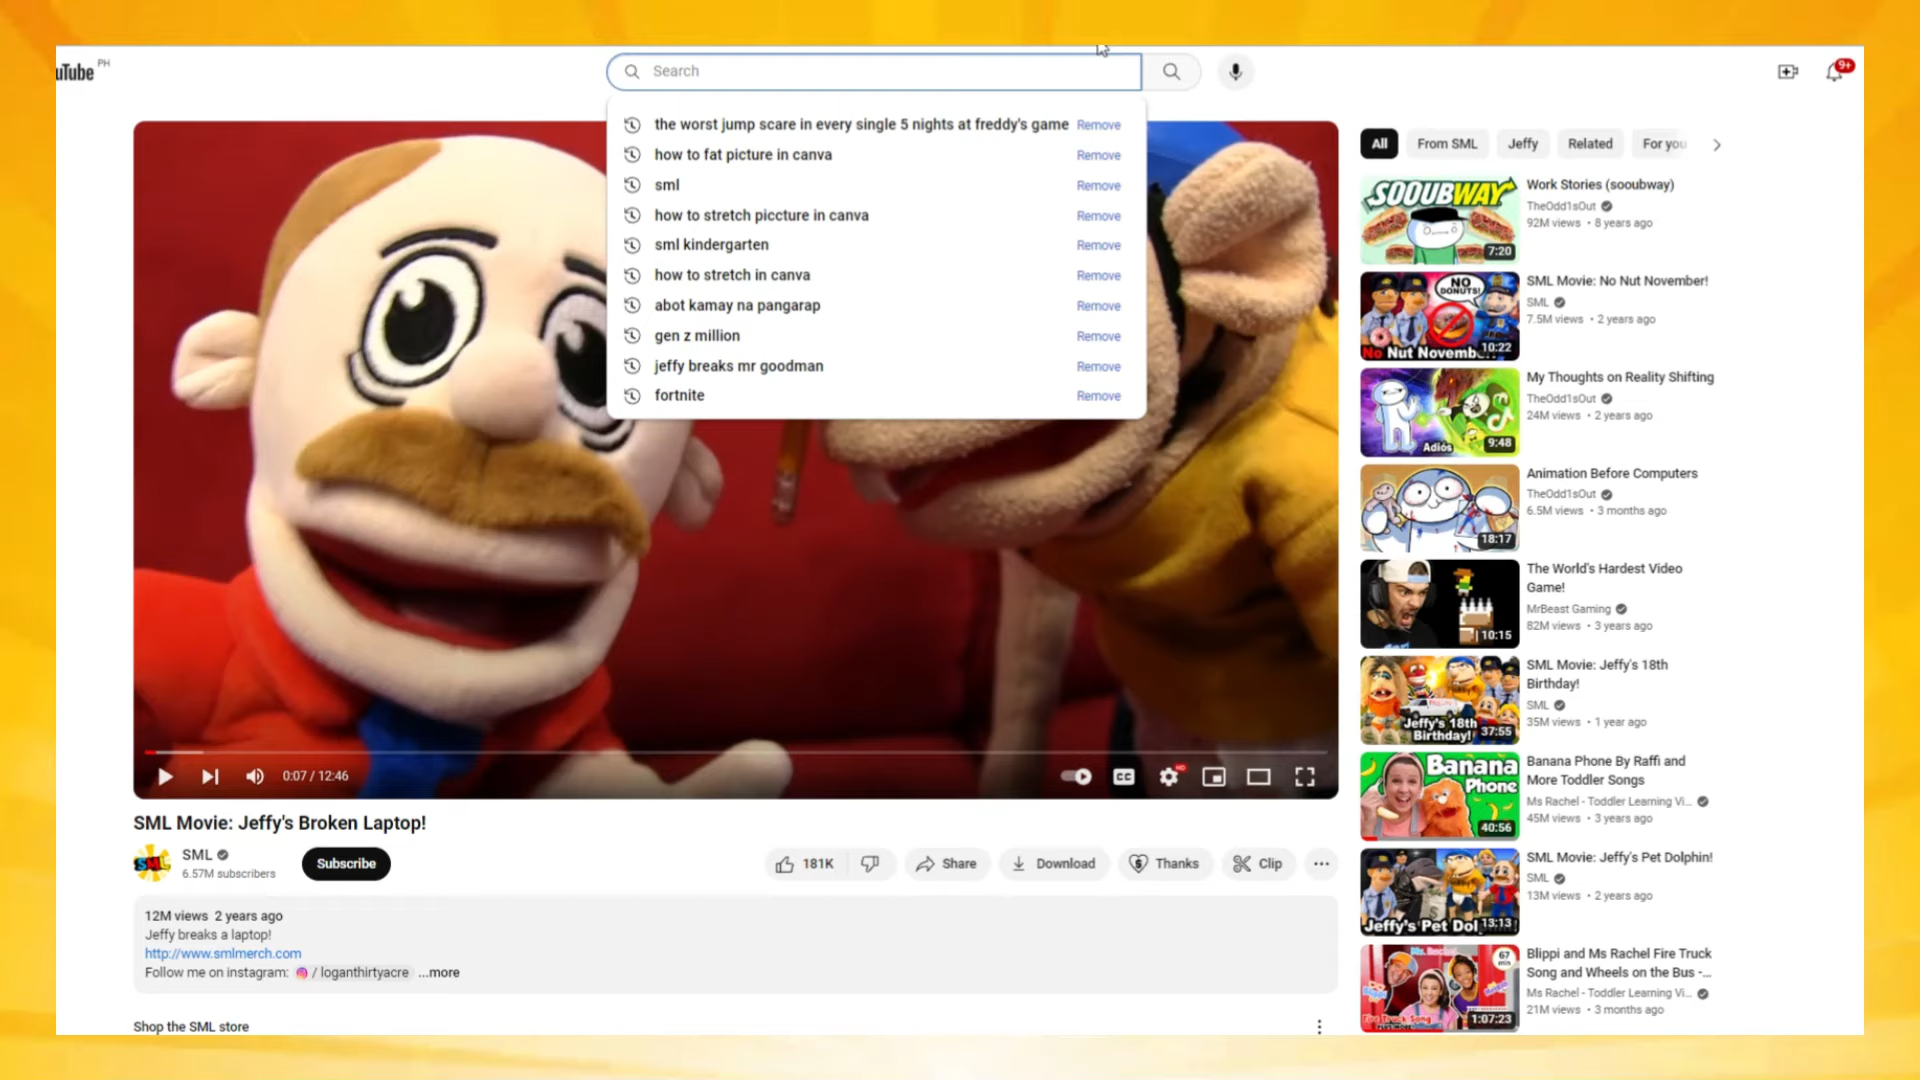 uTube PH
Search
9+
the worst jump scare in every single 5 nights at freddy's game Remove
how to fat picture in canva Remove
sml Remove
how to stretch piccture in canva Remove
sml kindergarten Remove
how to stretch in canva Remove
abot kamay na pangarap Remove
gen z million Remove
jeffy breaks mr goodman Remove
fortnite Remove
0:07 / 12:46
CC
HD
SML Movie: Jeffy's Broken Laptop!
SML
SML
6.57M subscribers
Subscribe
181K
Share
Download
Thanks
Clip
12M views 2 years ago
Jeffy breaks a laptop!
http://www.smlmerch.com
Follow me on instagram: / loganthirtyacre ...more
Shop the SML store
All
From SML
Jeffy
Related
For you
SOOUBWAY
7:20
Work Stories (sooubway)
TheOdd1sOut
92M views • 8 years ago
NO DONUTS!
No Nut Novemb
10:22
SML Movie: No Nut November!
SML
7.5M views • 2 years ago
Adiós
9:48
My Thoughts on Reality Shifting
TheOdd1sOut
24M views • 2 years ago
18:17
Animation Before Computers
TheOdd1sOut
6.5M views • 3 months ago
10:15
The World's Hardest Video
Game!
MrBeast Gaming
82M views • 3 years ago
Jeffy's 18th
Birthday!
37:55
SML Movie: Jeffy's 18th
Birthday!
SML
35M views • 1 year ago
Banana
Phone
40:56
Banana Phone By Raffi and
More Toddler Songs
Ms Rachel - Toddler Learning Vi...
45M views • 3 years ago
Jeffy's Pet Dol
13:13
SML Movie: Jeffy's Pet Dolphin!
SML
13M views • 2 years ago
67
min
1:07:23
Blippi and Ms Rachel Fire Truck
Song and Wheels on the Bus -...
Ms Rachel - Toddler Learning Vi...
21M views • 3 months ago